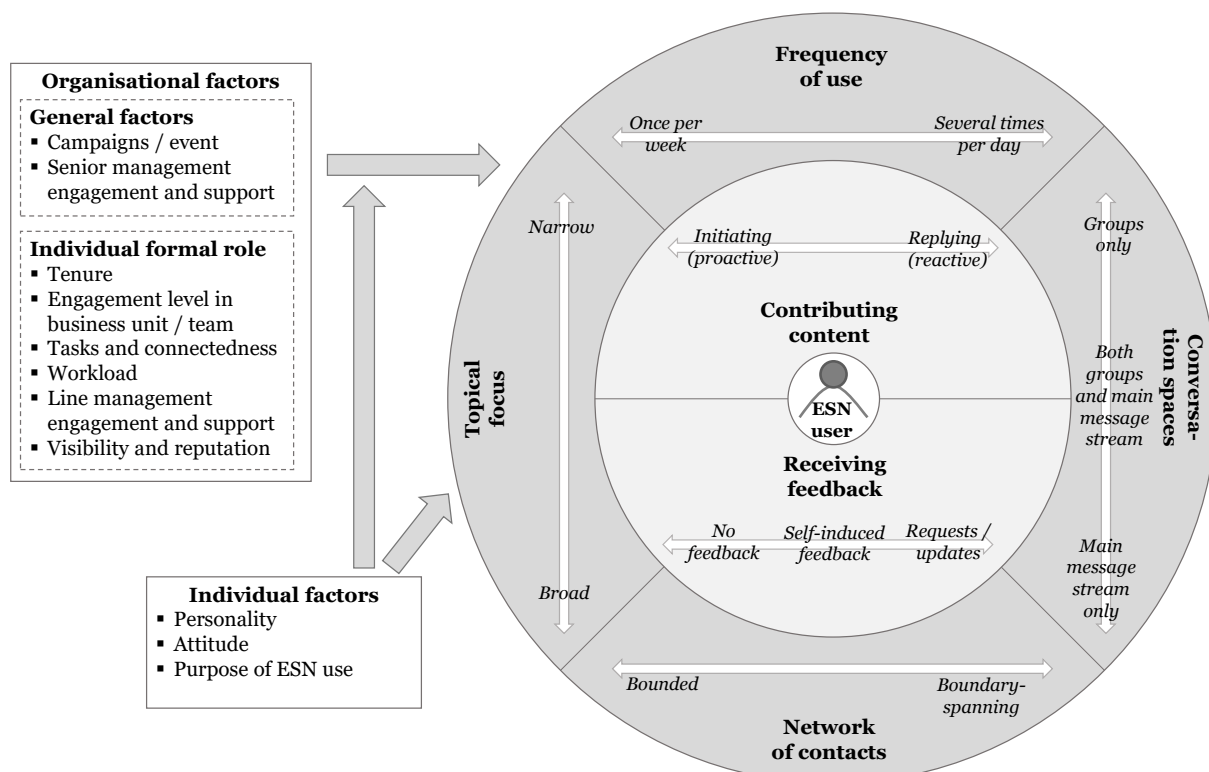 Organisational factors
General factors
▪ Campaigns / event
▪ Senior management
engagement and support
Individual formal role
▪ Tenure
▪ Engagement level in
business unit / team
▪ Tasks and connectedness
▪ Workload
▪ Line management
engagement and support
▪ Visibility and reputation
Individual factors
▪ Personality
▪ Attitude
▪ Purpose of ESN use
Frequency
of use
Once per
week
Several times
per day
Topical
focus
Narrow
Broad
Initiating
(proactive)
Replying
(reactive)
Contributing
content
ESN
user
Receiving
feedback
No
feedback
Self-induced
feedback
Requests /
updates
Conversa-
tion spaces
Groups
only
Both
groups
and main
message
stream
Main
message
stream
only
Bounded
Boundary-
spanning
Network
of contacts